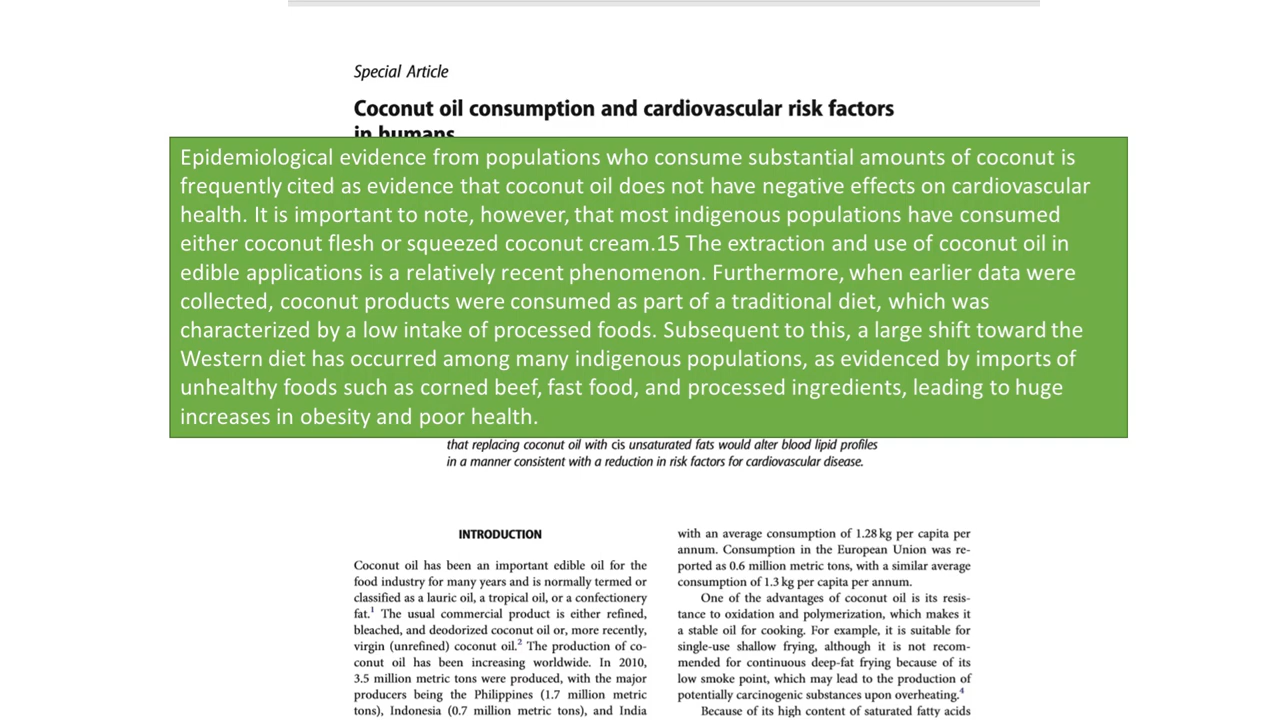 Special Article
Coconut oil consumption and cardiovascular risk factors
in humans
Epidemiological evidence from populations who consume substantial amounts of coconut is
frequently cited as evidence that coconut oil does not have negative effects on cardiovascular
health. It is important to note, however, that most indigenous populations have consumed
either coconut flesh or squeezed coconut cream.15 The extraction and use of coconut oil in
edible applications is a relatively recent phenomenon. Furthermore, when earlier data were
collected, coconut products were consumed as part of a traditional diet, which was
characterized by a low intake of processed foods. Subsequent to this, a large shift toward the
Western diet has occurred among many indigenous populations, as evidenced by imports of
unhealthy foods such as corned beef, fast food, and processed ingredients, leading to huge
increases in obesity and poor health.
that replacing coconut oil with cis unsaturated fats would alter blood lipid profiles
in a manner consistent with a reduction in risk factors for cardiovascular disease.
INTRODUCTION
Coconut oil has been an important edible oil for the
food industry for many years and is normally termed or
classified as a lauric oil, a tropical oil, or a confectionery
fat.1 The usual commercial product is either refined,
bleached, and deodorized coconut oil or, more recently,
virgin (unrefined) coconut oil.2 The production of co-
conut oil has been increasing worldwide. In 2010,
3.5 million metric tons were produced, with the major
producers being the Philippines (1.7 million metric
tons), Indonesia (0.7 million metric tons), and India
with an average consumption of 1.28 kg per capita per
annum. Consumption in the European Union was re-
ported as 0.6 million metric tons, with a similar average
consumption of 1.3 kg per capita per annum.
One of the advantages of coconut oil is its resis-
tance to oxidation and polymerization, which makes it
a stable oil for cooking. For example, it is suitable for
single-use shallow frying, although it is not recom-
mended for continuous deep-fat frying because of its
low smoke point, which may lead to the production of
potentially carcinogenic substances upon overheating.4
Because of its high content of saturated fatty acids